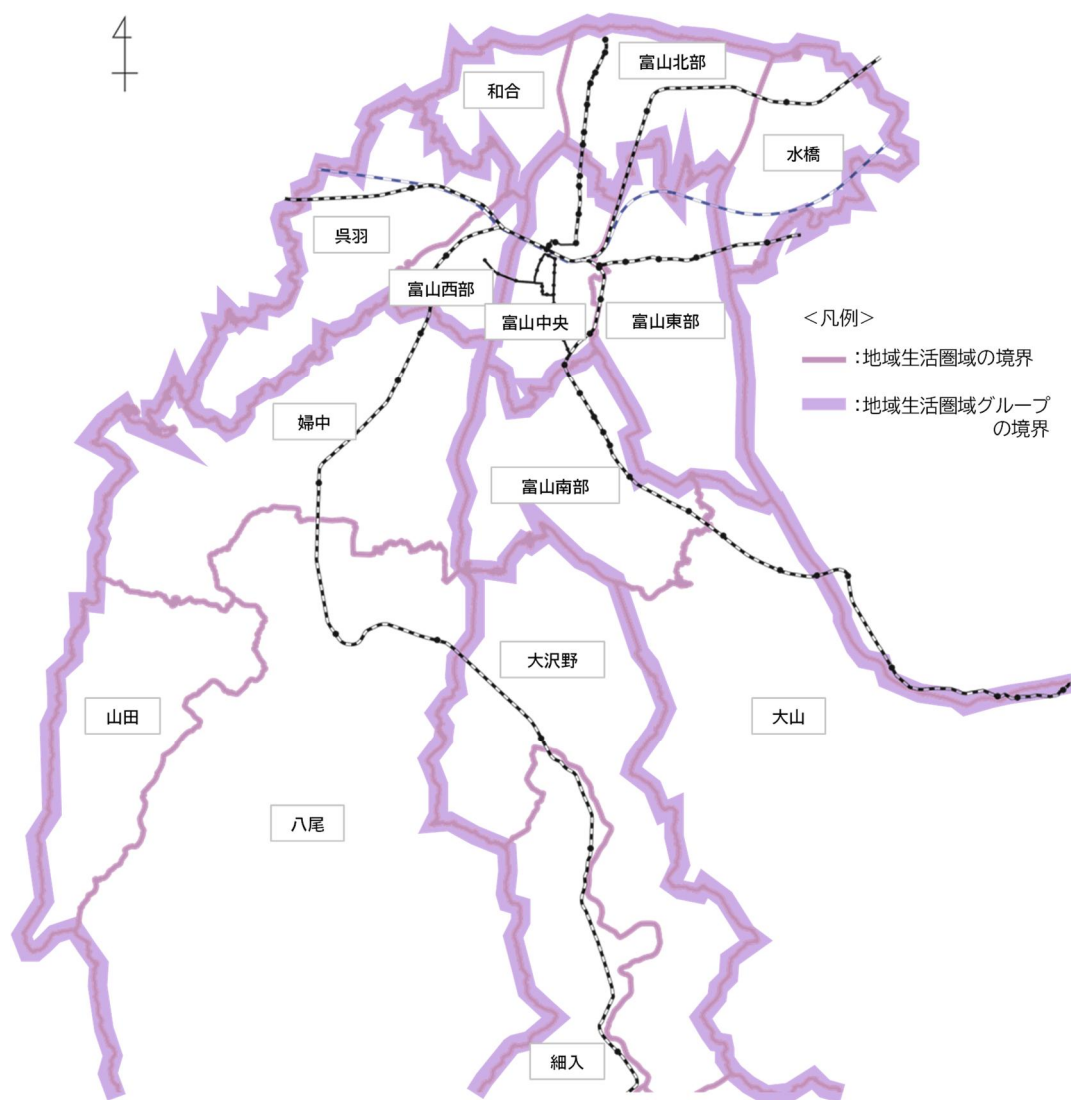 富山北部
和合
水橋
呉羽
富山西部
富山中央
富山東部
<凡例>
:地域生活圏域の境界
:地域生活圏域グループ
の境界
婦中
富山南部
大沢野
山田
大山
八尾
細入